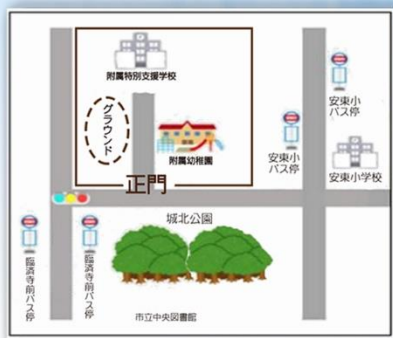 附属特別支援学校
グラウンド
附属幼稚園
正門
安東小
バス停
安東小
バス停
安東小学校
城北公園
臨済寺前バス停
臨済寺前バス停
市立中央図書館